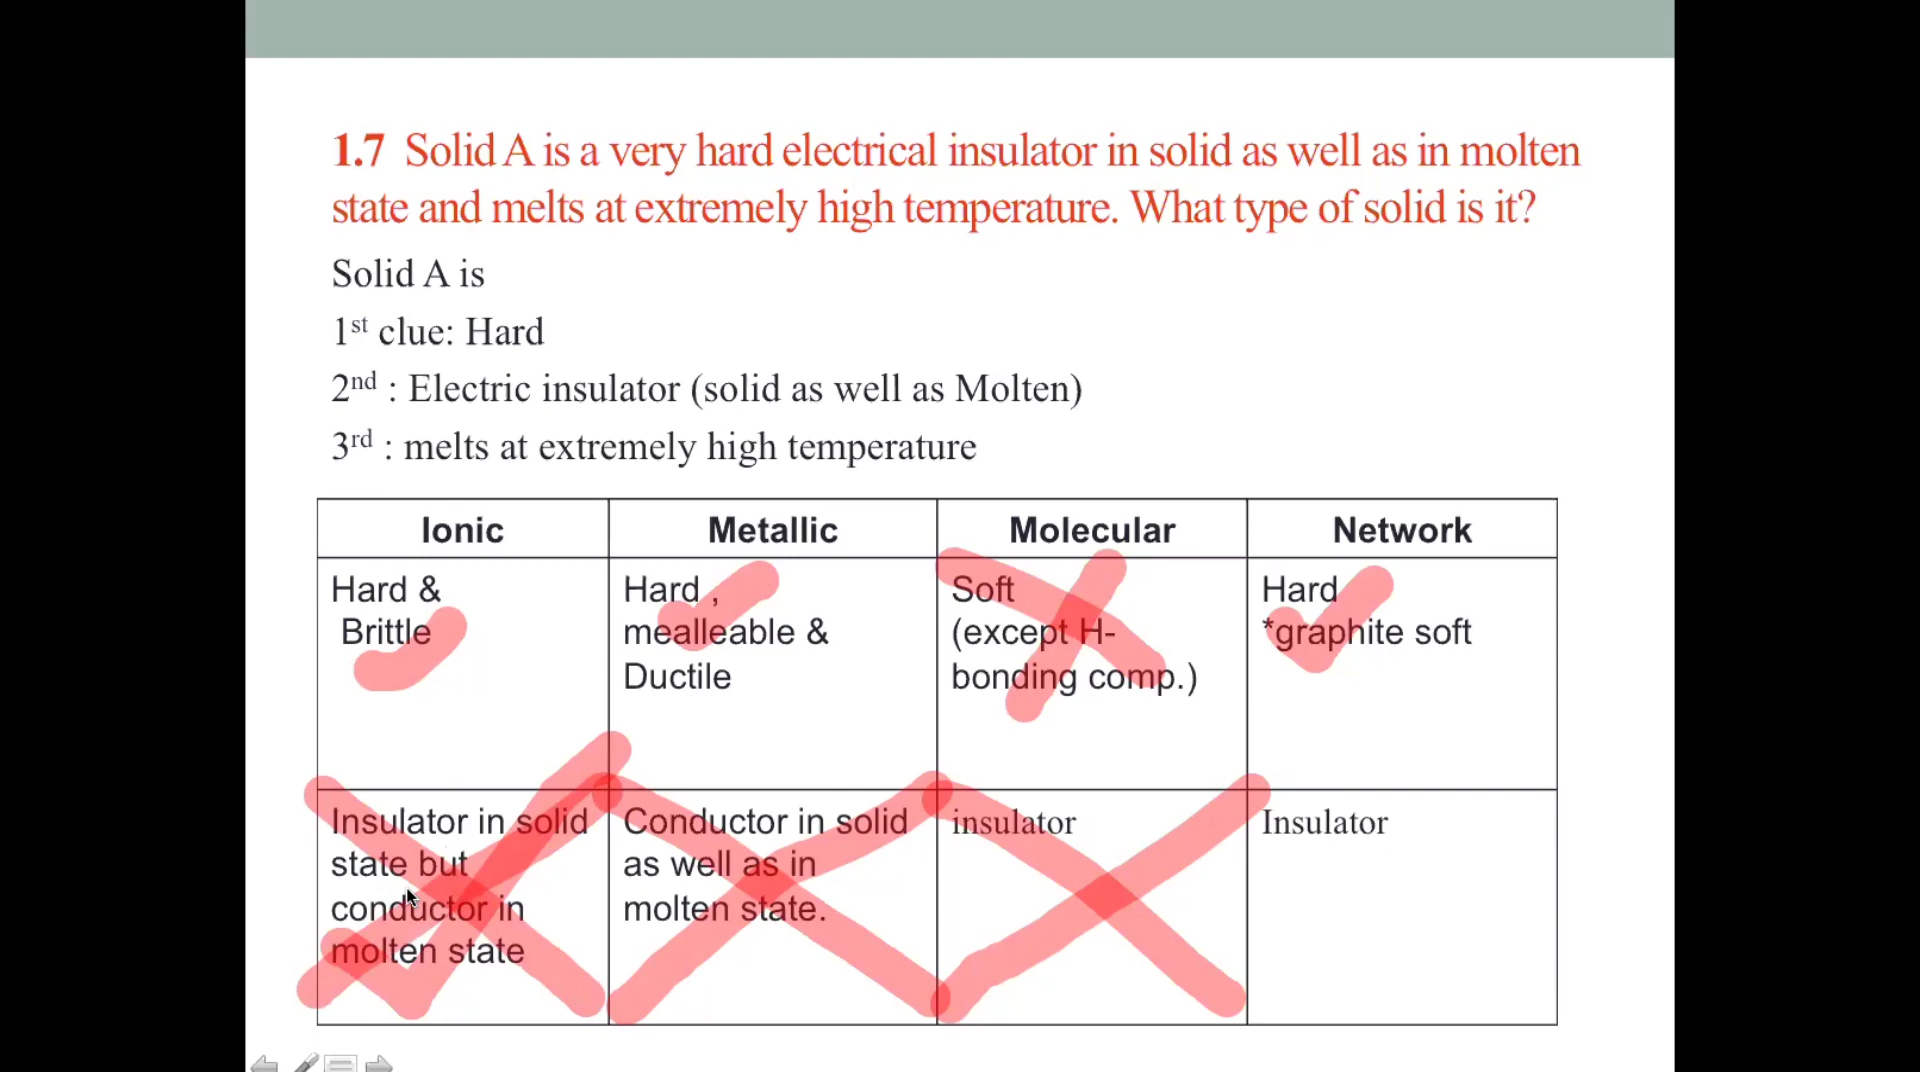 1.7 Solid A is a very hard electrical insulator in solid as well as in molten
state and melts at extremely high temperature. What type of solid is it?
Solid A is
1st clue: Hard
2nd : Electric insulator (solid as well as Molten)
3rd : melts at extremely high temperature
Ionic
Metallic
Molecular
Network
Hard &
Brittle
Hard ,
mealleable &
Ductile
Soft
(except H-
bonding comp.)
Hard
*graphite soft
Insulator in solid
state but
conductor in
molten state
Conductor in solid
as well as in
molten state.
insulator
Insulator